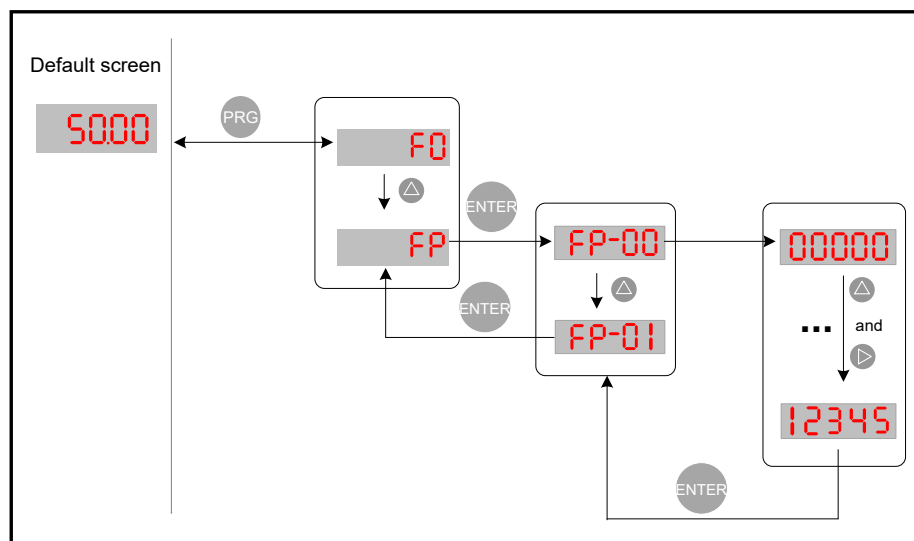 Default screen
50.00
PRG
F0
FP
ENTER
ENTER
FP-00
FP-01
00000
... and
12345
ENTER